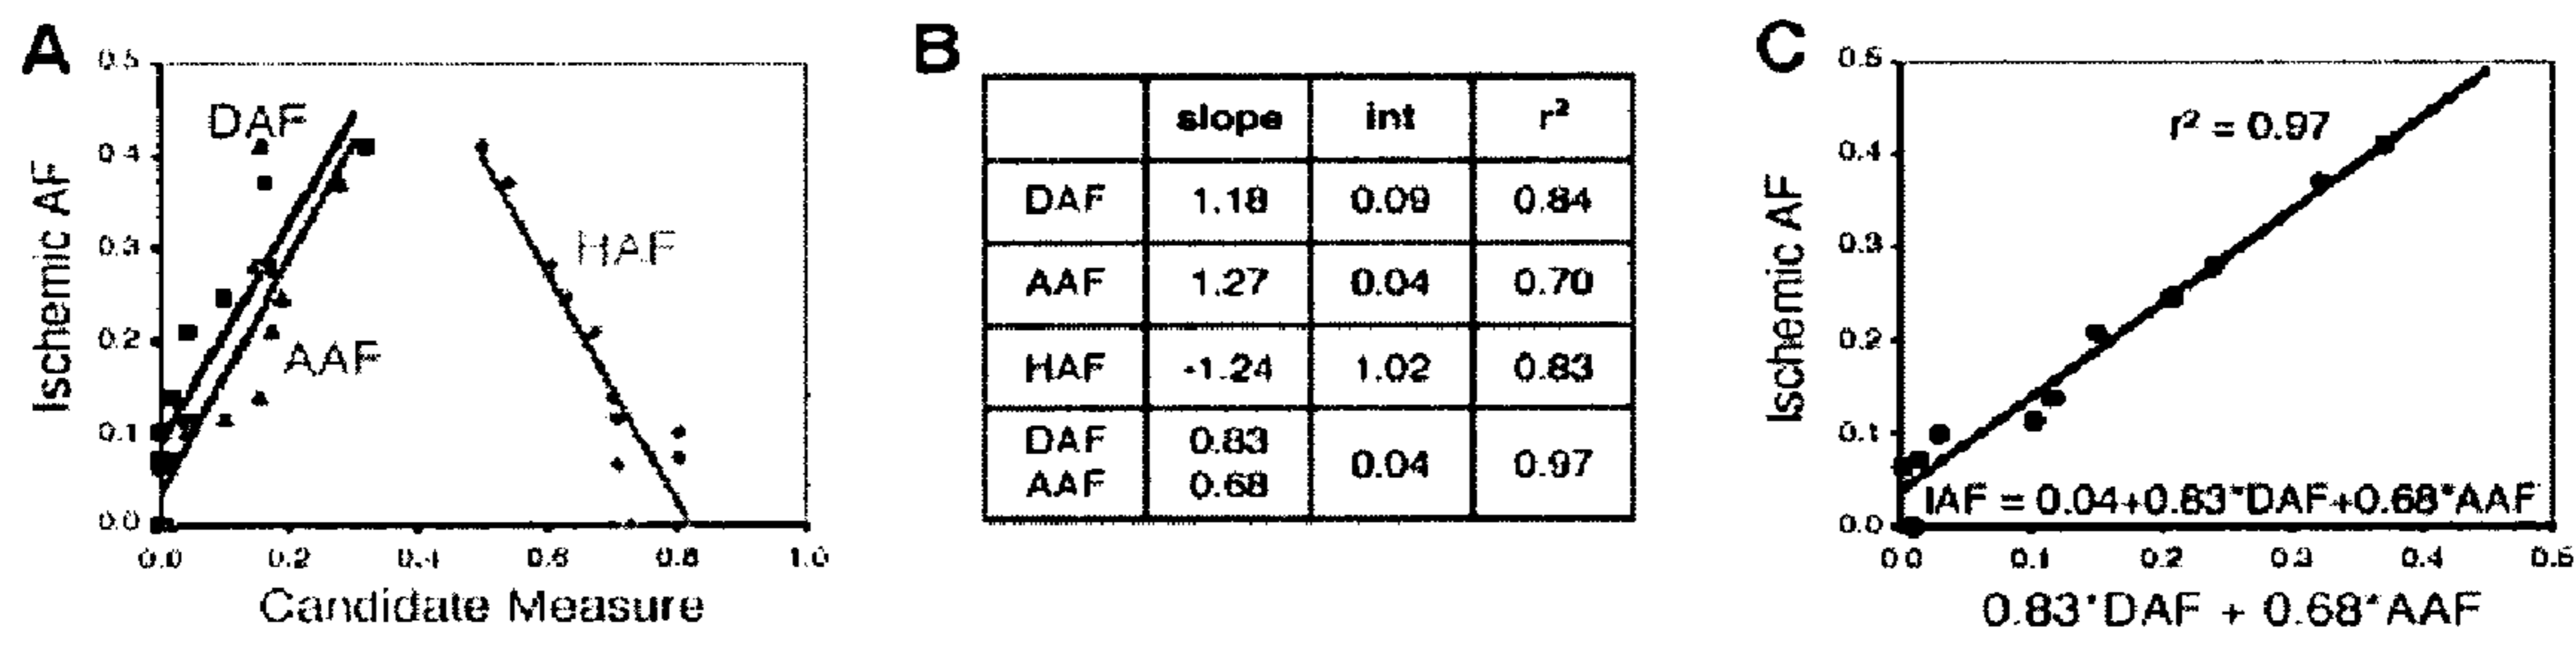 A
0.5
0.4
0.3
0.2
0.1
0.0
Ischemic AF
DAF
AAF
HAF
0.0 0.2 0.4 0.6 0.8 1.0
Candidate Measure
B
slope int r²
DAF 1.18 0.09 0.84
AAF 1.27 0.04 0.70
HAF -1.24 1.02 0.83
DAF 0.83
0.04 0.97
AAF 0.68
C
0.5
0.4
0.3
0.2
0.1
0.0
Ischemic AF
r² = 0.97
IAF = 0.04+0.83*DAF+0.68*AAF
0.0 0.1 0.2 0.3 0.4 0.5
0.83*DAF + 0.68*AAF